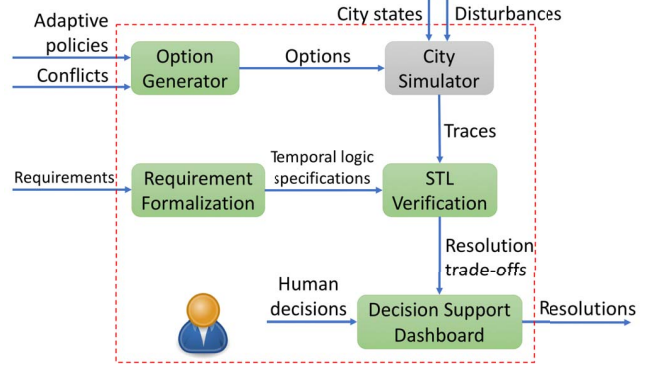 City states
Disturbances
Adaptive
policies
Conflicts
Option
Generator
Options
City
Simulator
Traces
Requirements
Requirement
Formalization
Temporal logic
specifications
STL
Verification
Resolution
trade-offs
Human
decisions
Decision Support
Dashboard
Resolutions